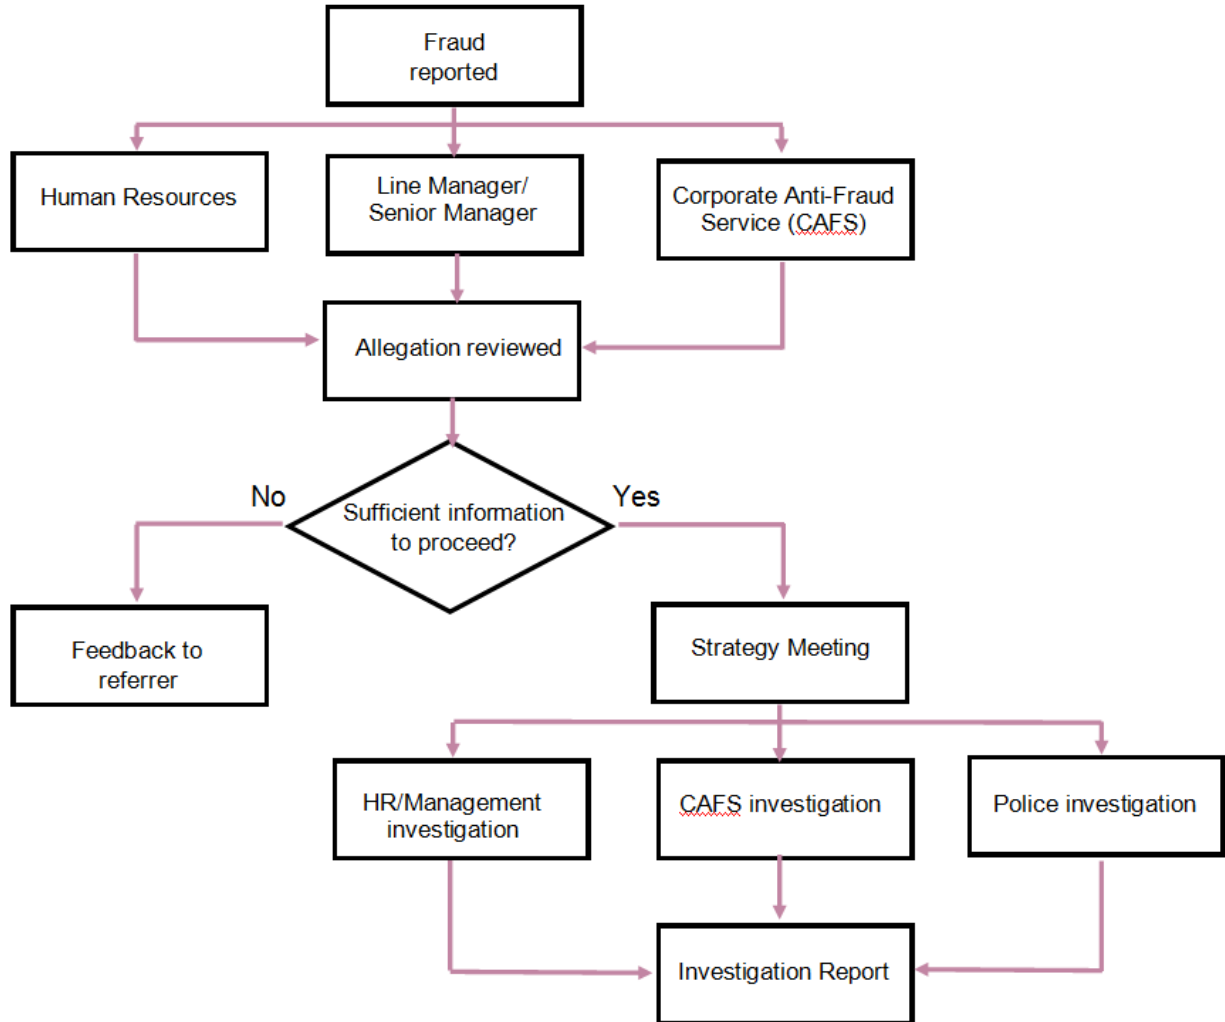 Fraud
reported
Human Resources
Line Manager/
Senior Manager
Corporate Anti-Fraud
Service (CAFS)
Allegation reviewed
No
Yes
Sufficient information
to proceed?
Feedback to
referrer
Strategy Meeting
HR/Management
investigation
CAFS investigation
Police investigation
Investigation Report